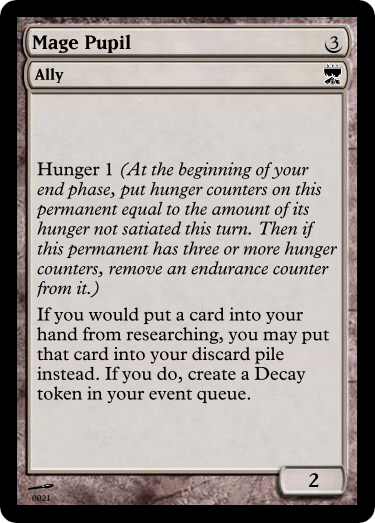 Mage Pupil 3
Ally
Hunger 1 (At the beginning of your
end phase, put hunger counters on this
permanent equal to the amount of its
hunger not satiated this turn. Then if
this permanent has three or more hunger
counters, remove an endurance counter
from it.)
If you would put a card into your
hand from researching, you may put
that card into your discard pile
instead. If you do, create a Decay
token in your event queue.
2
0021